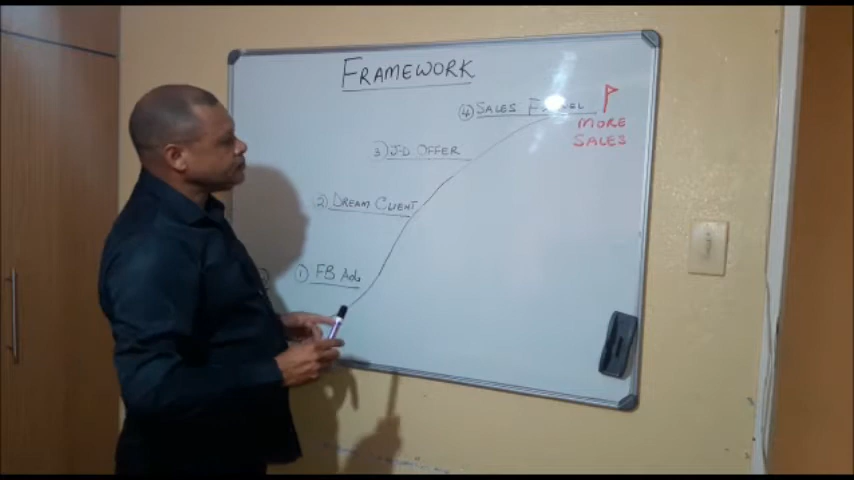 FRAMEWORK
④ SALES FUNNEL
MORE
SALES
③ I-D OFFER
② DREAM CLIENT
① FB Ads